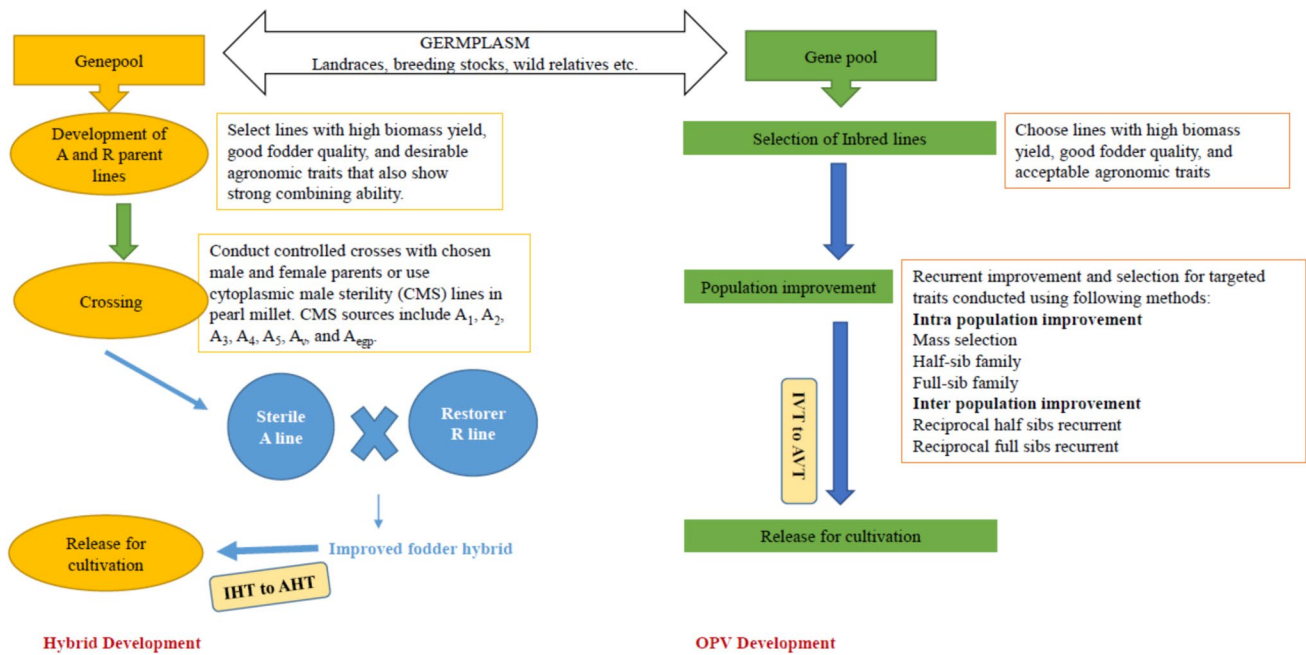 GERMPLASM
Landraces, breeding stocks, wild relatives etc.
Genepool
Development of
A and R parent
lines
Select lines with high biomass yield,
good fodder quality, and desirable
agronomic traits that also show
strong combining ability.
Crossing
Conduct controlled crosses with chosen
male and female parents or use
cytoplasmic male sterility (CMS) lines in
pearl millet. CMS sources include A₁, A₂,
A₃, A₄, A₅, Aᵥ, and A_egp.
Sterile
A line
Restorer
R line
Improved fodder hybrid
IHT to AHT
Release for
cultivation
Hybrid Development
Gene pool
Selection of Inbred lines
Choose lines with high biomass
yield, good fodder quality, and
acceptable agronomic traits
Population improvement
Recurrent improvement and selection for targeted
traits conducted using following methods:
Intra population improvement
Mass selection
Half-sib family
Full-sib family
Inter population improvement
Reciprocal half sibs recurrent
Reciprocal full sibs recurrent
IVT to AVT
Release for cultivation
OPV Development